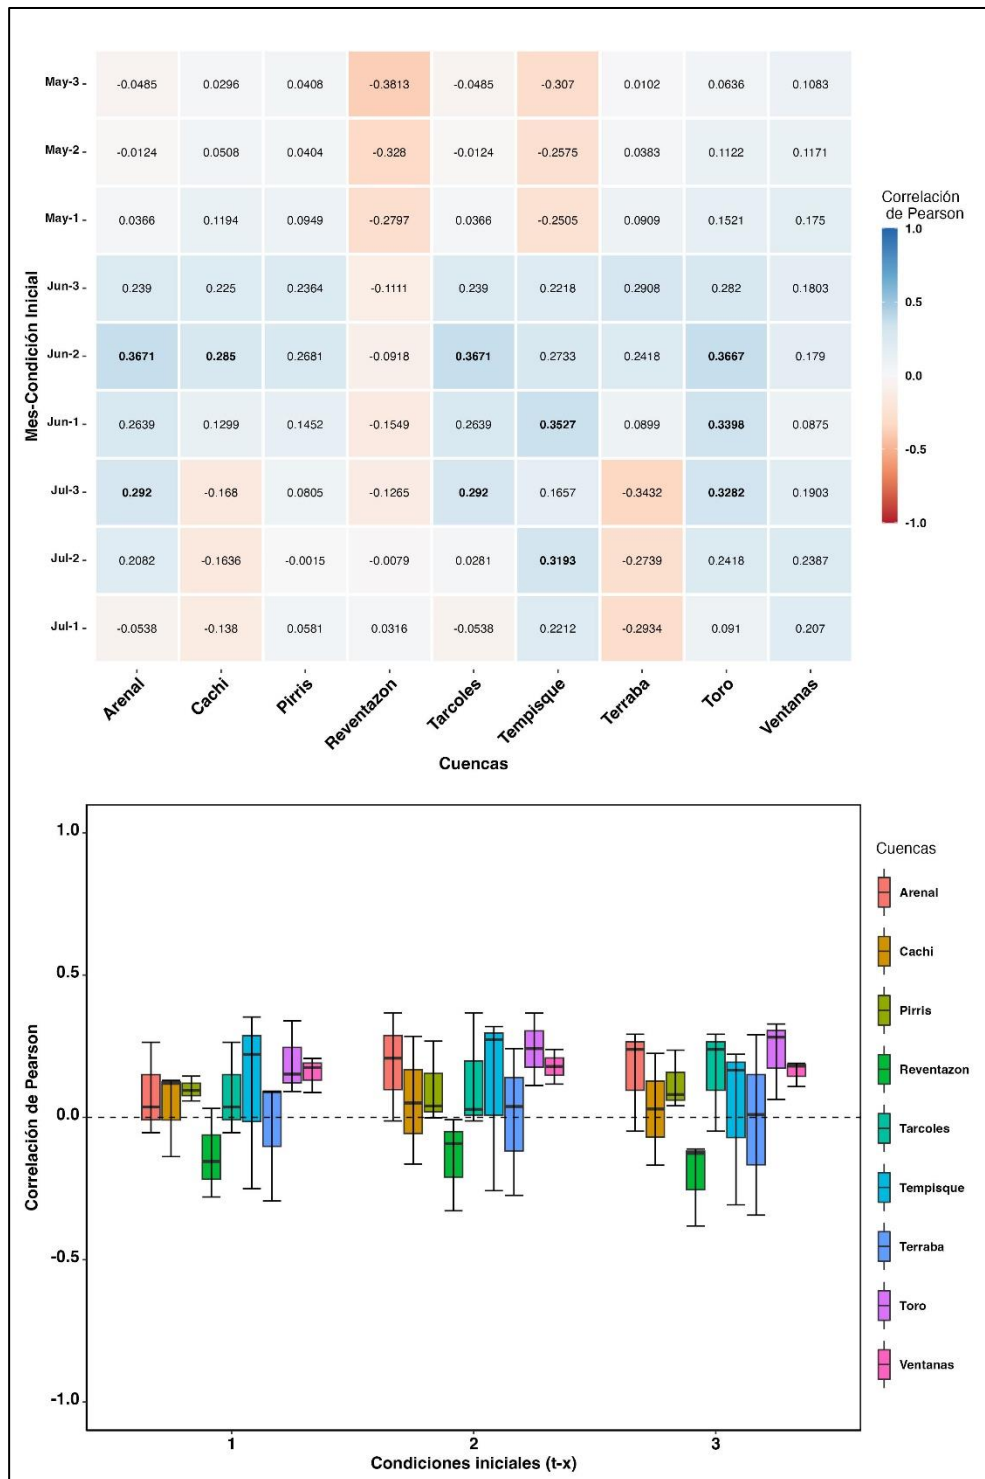 May-3 -0.0485 0.0296 0.0408 -0.3813 -0.0485 -0.307 0.0102 0.0636 0.1083
May-2 -0.0124 0.0508 0.0404 -0.328 -0.0124 -0.2575 0.0383 0.1122 0.1171
May-1 0.0366 0.1194 0.0949 -0.2797 0.0366 -0.2505 0.0909 0.1521 0.175
Jun-3 0.239 0.225 0.2364 -0.1111 0.239 0.2218 0.2908 0.282 0.1803
Jun-2 0.3671 0.285 0.2681 -0.0918 0.3671 0.2733 0.2418 0.3667 0.179
Jun-1 0.2639 0.1299 0.1452 -0.1549 0.2639 0.3527 0.0899 0.3398 0.0875
Jul-3 0.292 -0.168 0.0805 -0.1265 0.292 0.1657 -0.3432 0.3282 0.1903
Jul-2 0.2082 -0.1636 -0.0015 -0.0079 0.0281 0.3193 -0.2739 0.2418 0.2387
Jul-1 -0.0538 -0.138 0.0581 0.0316 -0.0538 0.2212 -0.2934 0.091 0.207
Mes-Condición Inicial
Arenal Cachi Pirris Reventazon Tarcoles Tempisque Terraba Toro Ventanas
Cuencas
Correlación
de Pearson
1.0
0.5
0.0
-0.5
-1.0
Correlación de Pearson
1.0
0.5
0.0
-0.5
-1.0
1 2 3
Condiciones iniciales (t-x)
Cuencas
Arenal
Cachi
Pirris
Reventazon
Tarcoles
Tempisque
Terraba
Toro
Ventanas